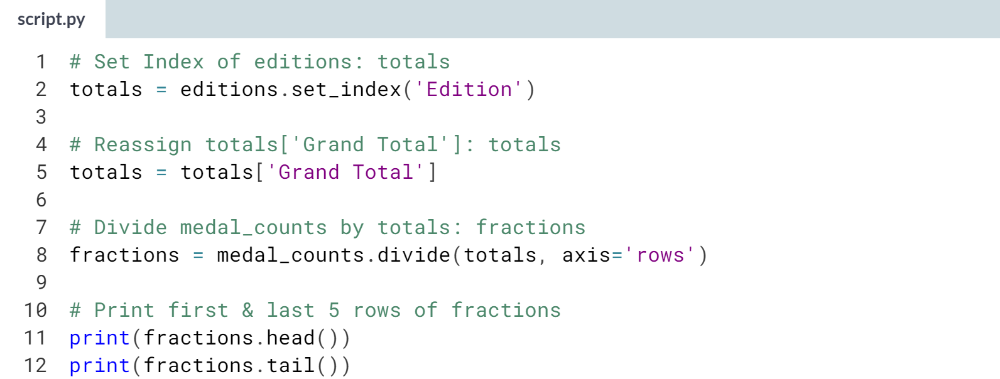 script.py
1 # Set Index of editions: totals
2 totals = editions.set_index('Edition')
3
4 # Reassign totals['Grand Total']: totals
5 totals = totals['Grand Total']
6
7 # Divide medal_counts by totals: fractions
8 fractions = medal_counts.divide(totals, axis='rows')
9
10 # Print first & last 5 rows of fractions
11 print(fractions.head())
12 print(fractions.tail())